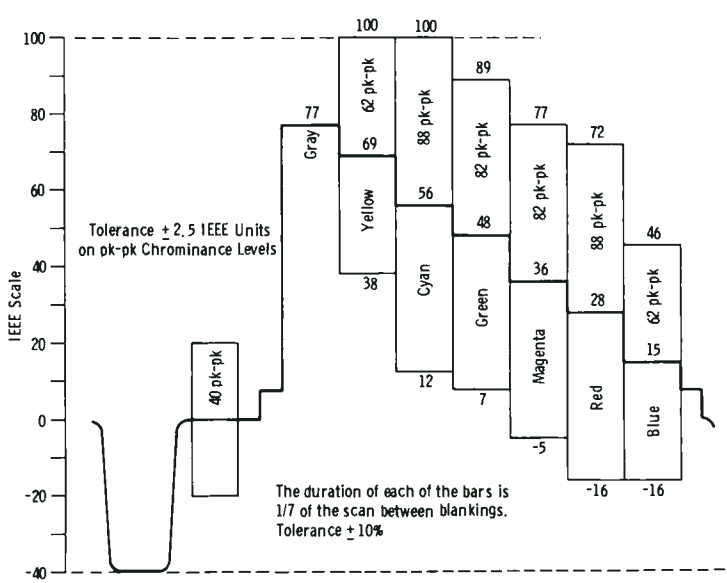 100
100
100
89
80
77
77
72
62 pk-pk
88 pk-pk
82 pk-pk
82 pk-pk
88 pk-pk
Gray
69
60
Yellow
56
48
46
Tolerance ± 2.5 IEEE Units
on pk-pk Chrominance Levels
40
38
Cyan
Green
36
28
62 pk-pk
IEEE Scale
20
40 pk-pk
12
7
Magenta
Red
15
Blue
0
-5
-16
-16
-20
The duration of each of the bars is
1/7 of the scan between blankings.
Tolerance ± 10%
-40